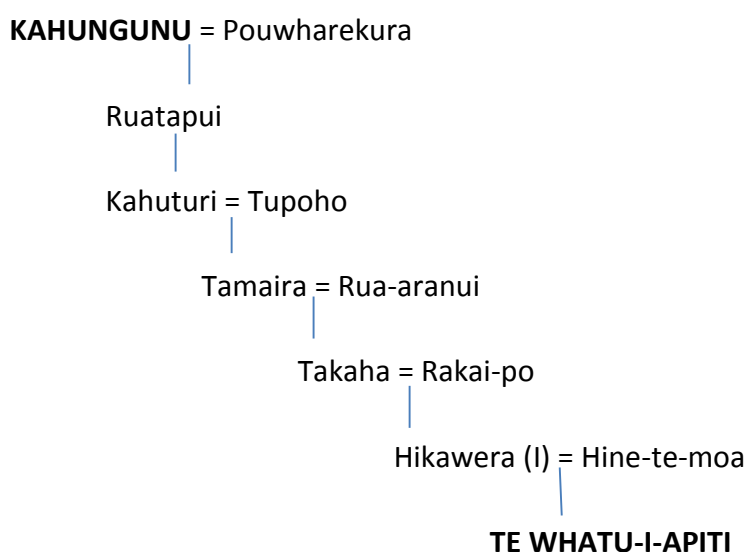 KAHUNGUNU = Pouwharekura
Ruatapui
Kahuturi = Tupoho
Tamaira = Rua-aranui
Takaha = Rakai-po
Hikawera (I) = Hine-te-moa
TE WHATU-I-APITI